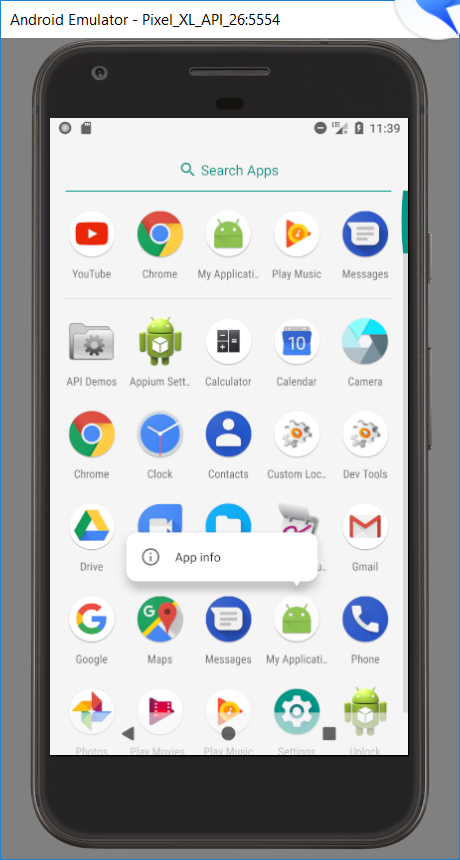 Android Emulator - Pixel_XL_API_26:5554
LTE 11:39
Search Apps
YouTube Chrome My Applicati.. Play Music Messages
API Demos Appium Sett.. Calculator Calendar Camera
10
Chrome Clock Contacts Custom Loc.. Dev Tools
App info
Drive Gmail
Google Maps Messages My Applicati.. Phone
Photos Play Movies Play Music Settings Unlock